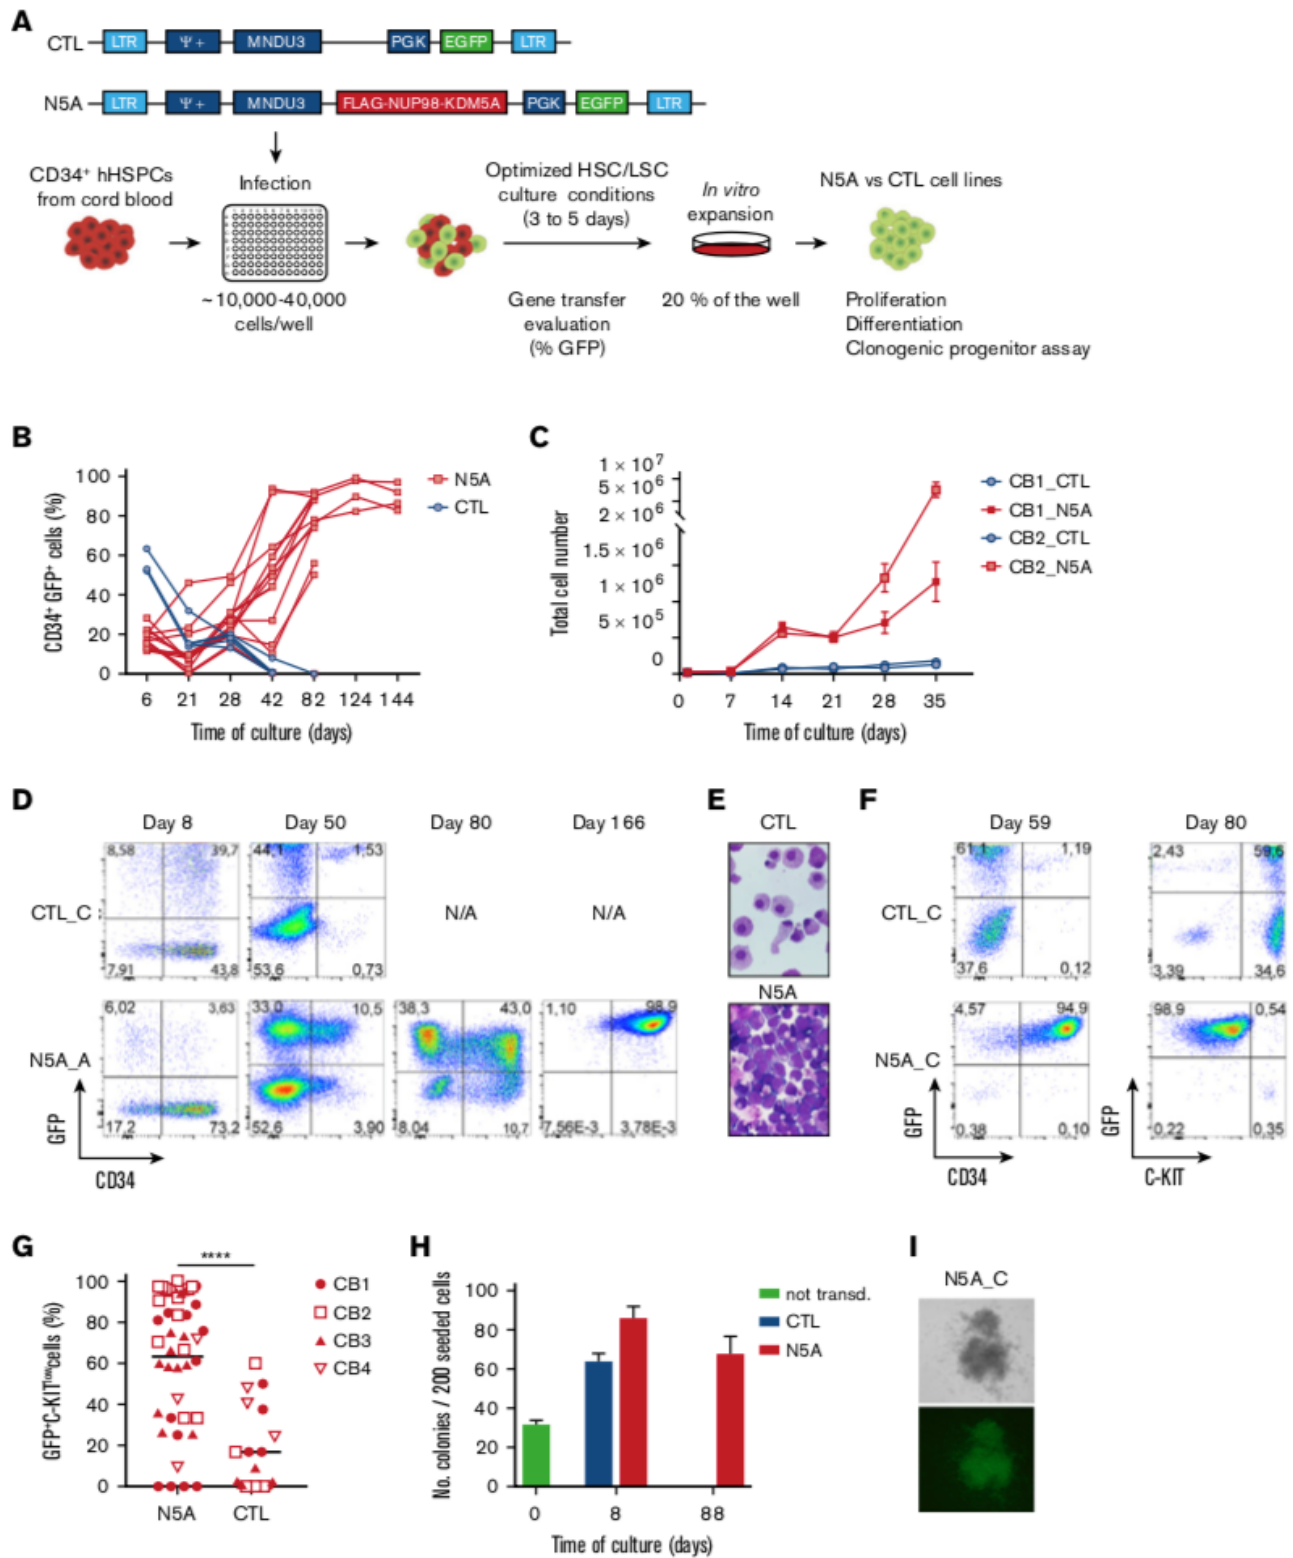 A
CTL LTR Ψ+ MNDU3 PGK EGFP LTR
N5A LTR Ψ+ MNDU3 FLAG-NUP98-KDM5A PGK EGFP LTR
CD34+ hHSPCs
from cord blood
Infection
~10,000-40,000
cells/well
Optimized HSC/LSC
culture conditions
(3 to 5 days)
Gene transfer
evaluation
(% GFP)
In vitro
expansion
20 % of the well
N5A vs CTL cell lines
Proliferation
Differentiation
Clonogenic progenitor assay
B
CD34+ GFP+ cells (%)
100
80
60
40
20
0
6 21 28 42 82 124 144
Time of culture (days)
N5A
CTL
C
Total cell number
1 × 10⁷
5 × 10⁶
2 × 10⁶
1.5 × 10⁶
1 × 10⁶
5 × 10⁵
0
0 7 14 21 28 35
Time of culture (days)
CB1_CTL
CB1_N5A
CB2_CTL
CB2_N5A
D
Day 8 Day 50 Day 80 Day 166
CTL_C
8,58 39,7
7,91 43,8
44,1 1,53
53,6 0,73
N/A
N/A
N5A_A
6,02 3,63
17,2 73,2
33,0 10,5
52,6 3,90
38,3 43,0
8,04 10,7
1,10 98,9
7,56E-3 3,78E-3
GFP
CD34
E
CTL
N5A
F
Day 59 Day 80
CTL_C
61,1 1,19
37,6 0,12
2,43 59,6
3,39 34,6
N5A_C
4,57 94,9
0,38 0,10
98,9 0,54
0,22 0,35
GFP
CD34
GFP
C-KIT
G
GFP+C-KITlow cells (%)
100
80
60
40
20
0
****
N5A CTL
CB1
CB2
CB3
CB4
H
No. colonies / 200 seeded cells
100
80
60
40
20
0
0 8 88
Time of culture (days)
not transd.
CTL
N5A
I
N5A_C